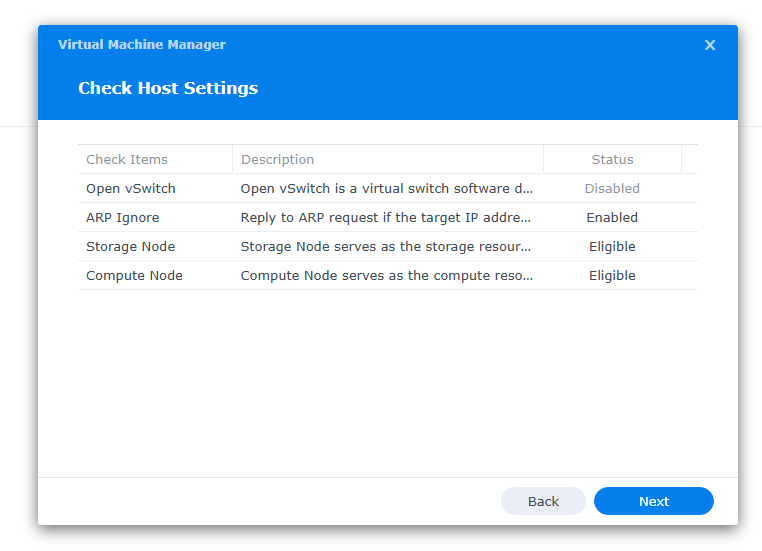 Virtual Machine Manager X
Check Host Settings
Check Items Description Status
Open vSwitch Open vSwitch is a virtual switch software d... Disabled
ARP Ignore Reply to ARP request if the target IP addre... Enabled
Storage Node Storage Node serves as the storage resour... Eligible
Compute Node Compute Node serves as the compute reso... Eligible
Back Next